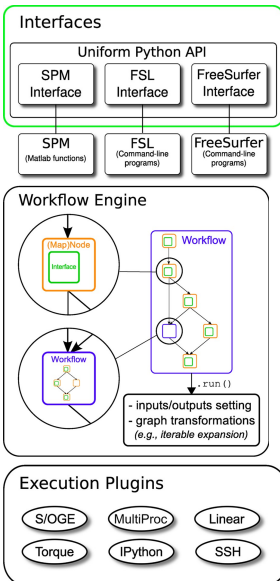 Interfaces
Uniform Python API
SPM
Interface
FSL
Interface
FreeSurfer
Interface
SPM
(Matlab functions)
FSL
(Command-line
programs)
FreeSurfer
(Command-line
programs)
Workflow Engine
(Map)Node
Interface
Workflow
Workflow
.run()
- inputs/outputs setting
- graph transformations
(e.g., iterable expansion)
Execution Plugins
S/OGE
MultiProc
Linear
Torque
IPython
SSH